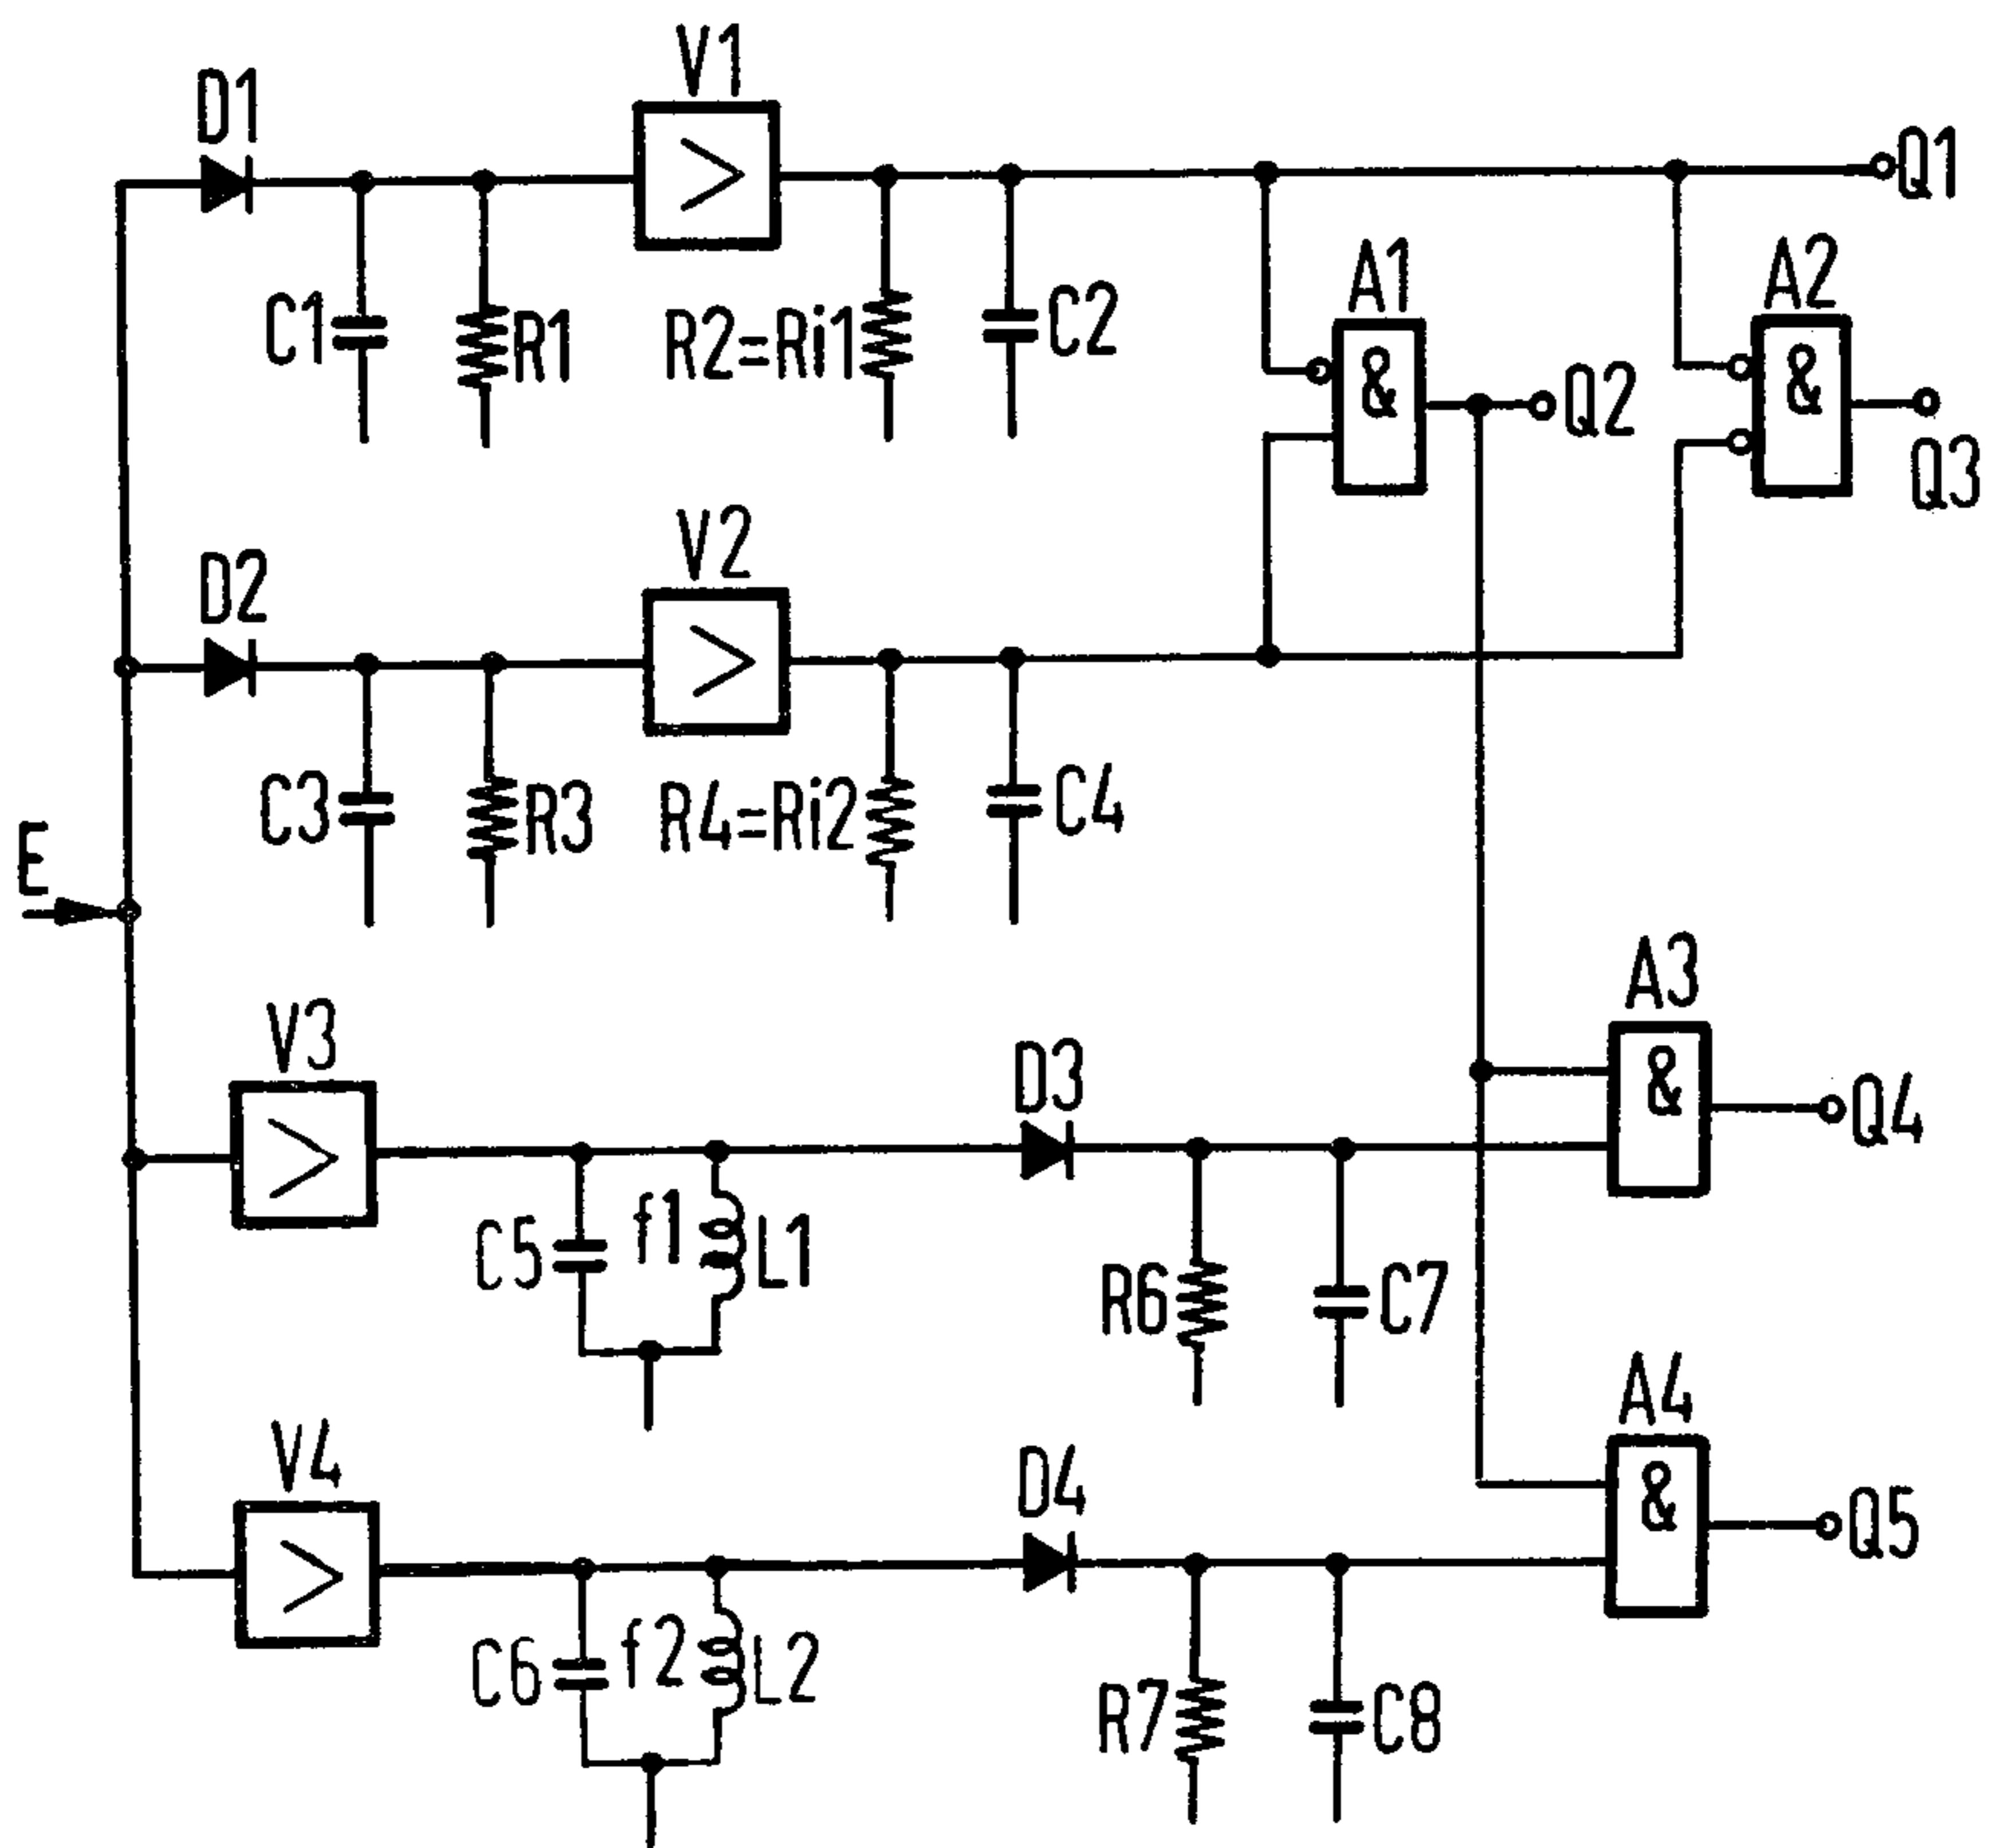 V1
D1
Q1
A1
A2
C1
R1
R2=Ri1
C2
&
&
Q2
Q3
V2
D2
C3
R3
R4=Ri2
C4
E
A3
V3
D3
&
Q4
C5
f1
L1
R6
C7
A4
V4
D4
&
Q5
C6
f2
L2
R7
C8